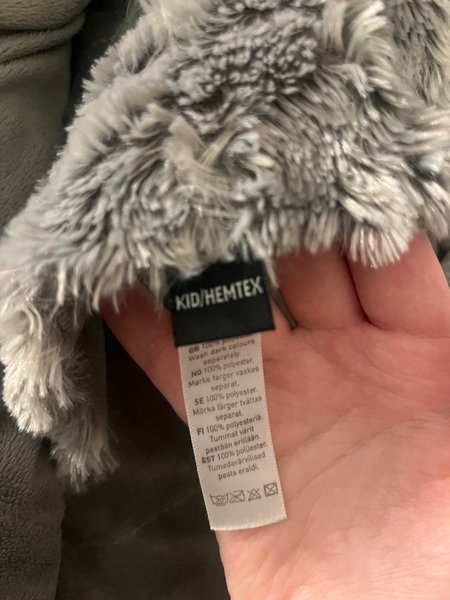 KID/HEMTEX
GB 100% polyester.
Wash dark colours
separately.
NO 100% polyester.
Mørke farger vaskes
separat.
SE 100% polyester.
Mörka färger tvättas
separat.
FI 100% polyesteriä.
Tummat värit
pestään erillään.
EST 100% polüester.
Tumedavärvilised
pesta eraldi.